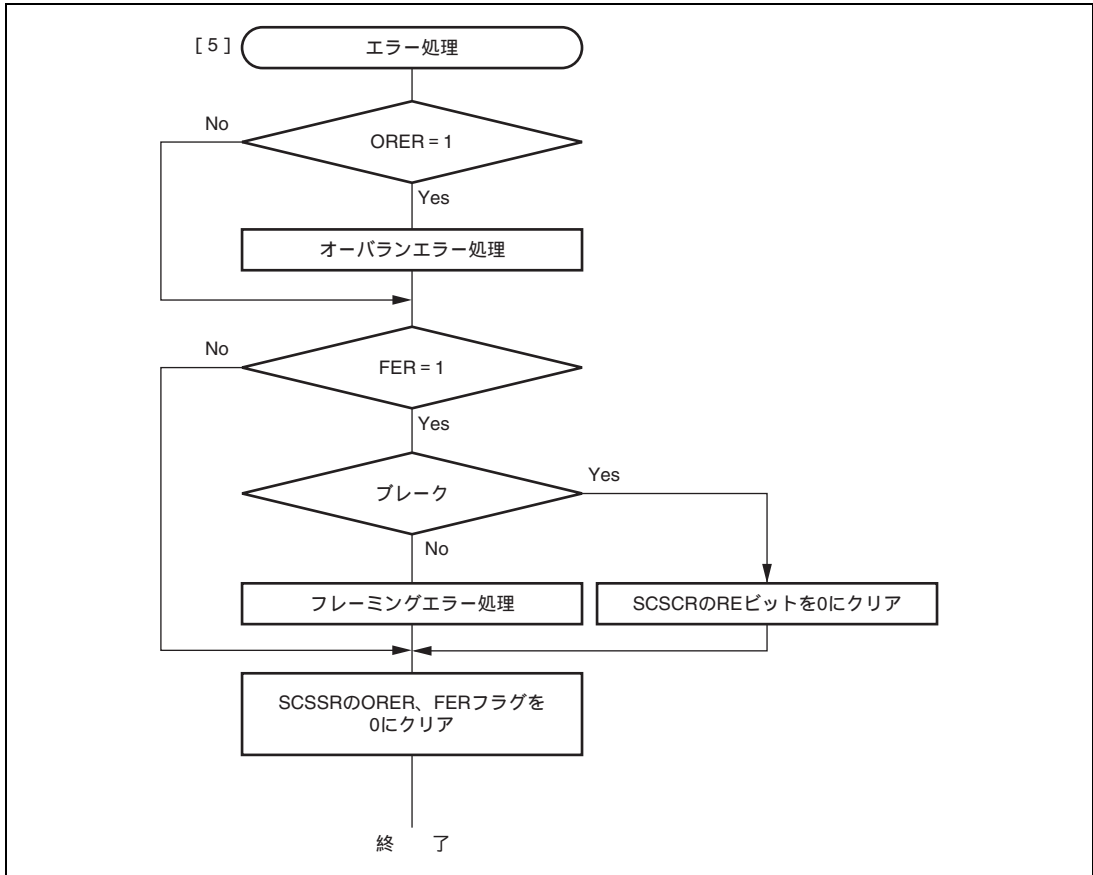 [ 5 ]
エラー処理
No
ORER = 1
Yes
オーバランエラー処理
No
FER = 1
Yes
ブレーク
Yes
No
フレーミングエラー処理
SCSCRのREビットを0にクリア
SCSSRのORER、FERフラグを
0にクリア
終 了